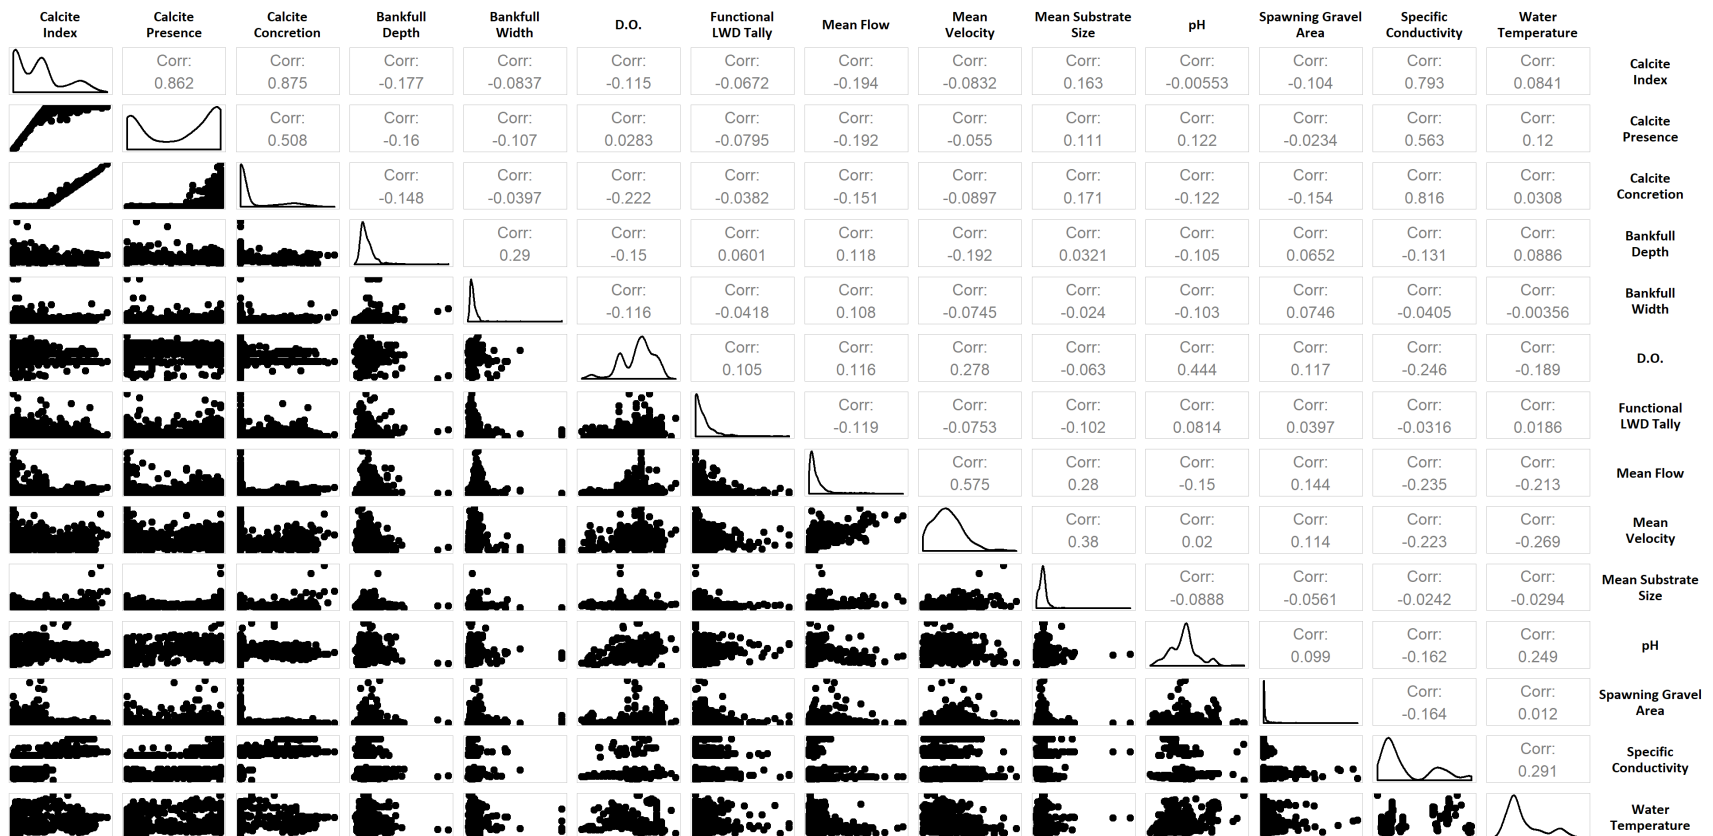 Calcite Index
Calcite Presence
Calcite Concretion
Bankfull Depth
Bankfull Width
D.O.
Functional LWD Tally
Mean Flow
Mean Velocity
Mean Substrate Size
pH
Spawning Gravel Area
Specific Conductivity
Water Temperature
Corr: Corr: Corr: Corr: Corr: Corr: Corr: Corr: Corr: Corr: Corr: Corr: Corr:
0.862 0.875 -0.177 -0.0837 -0.115 -0.0672 -0.194 -0.0832 0.163 -0.00553 -0.104 0.793 0.0841
Calcite Index
Corr: Corr: Corr: Corr: Corr: Corr: Corr: Corr: Corr: Corr: Corr: Corr:
0.508 -0.16 -0.107 0.0283 -0.0795 -0.192 -0.055 0.111 0.122 -0.0234 0.563 0.12
Calcite Presence
Corr: Corr: Corr: Corr: Corr: Corr: Corr: Corr: Corr: Corr: Corr:
-0.148 -0.0397 -0.222 -0.0382 -0.151 -0.0897 0.171 -0.122 -0.154 0.816 0.0308
Calcite Concretion
Corr: Corr: Corr: Corr: Corr: Corr: Corr: Corr: Corr: Corr:
0.29 -0.15 0.0601 0.118 -0.192 0.0321 -0.105 0.0652 -0.131 0.0886
Bankfull Depth
Corr: Corr: Corr: Corr: Corr: Corr: Corr: Corr: Corr:
-0.116 -0.0418 0.108 -0.0745 -0.024 -0.103 0.0746 -0.0405 -0.00356
Bankfull Width
Corr: Corr: Corr: Corr: Corr: Corr: Corr: Corr:
0.105 0.116 0.278 -0.063 0.444 0.117 -0.246 -0.189
D.O.
Corr: Corr: Corr: Corr: Corr: Corr: Corr:
-0.119 -0.0753 -0.102 0.0814 0.0397 -0.0316 0.0186
Functional LWD Tally
Corr: Corr: Corr: Corr: Corr: Corr:
0.575 0.28 -0.15 0.144 -0.235 -0.213
Mean Flow
Corr: Corr: Corr: Corr: Corr:
0.38 0.02 0.114 -0.223 -0.269
Mean Velocity
Corr: Corr: Corr: Corr:
-0.0888 -0.0561 -0.0242 -0.0294
Mean Substrate Size
Corr: Corr: Corr:
0.099 -0.162 0.249
pH
Corr: Corr:
-0.164 0.012
Spawning Gravel Area
Corr:
0.291
Specific Conductivity
Water Temperature